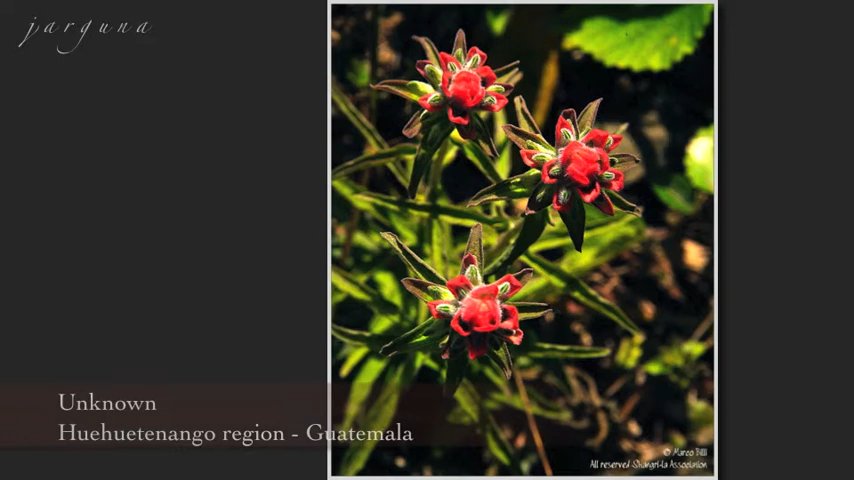 jarguna
Unknown
Huehuetenango region - Guatemala
© Marco Billi
All reserved Shangri-la Association